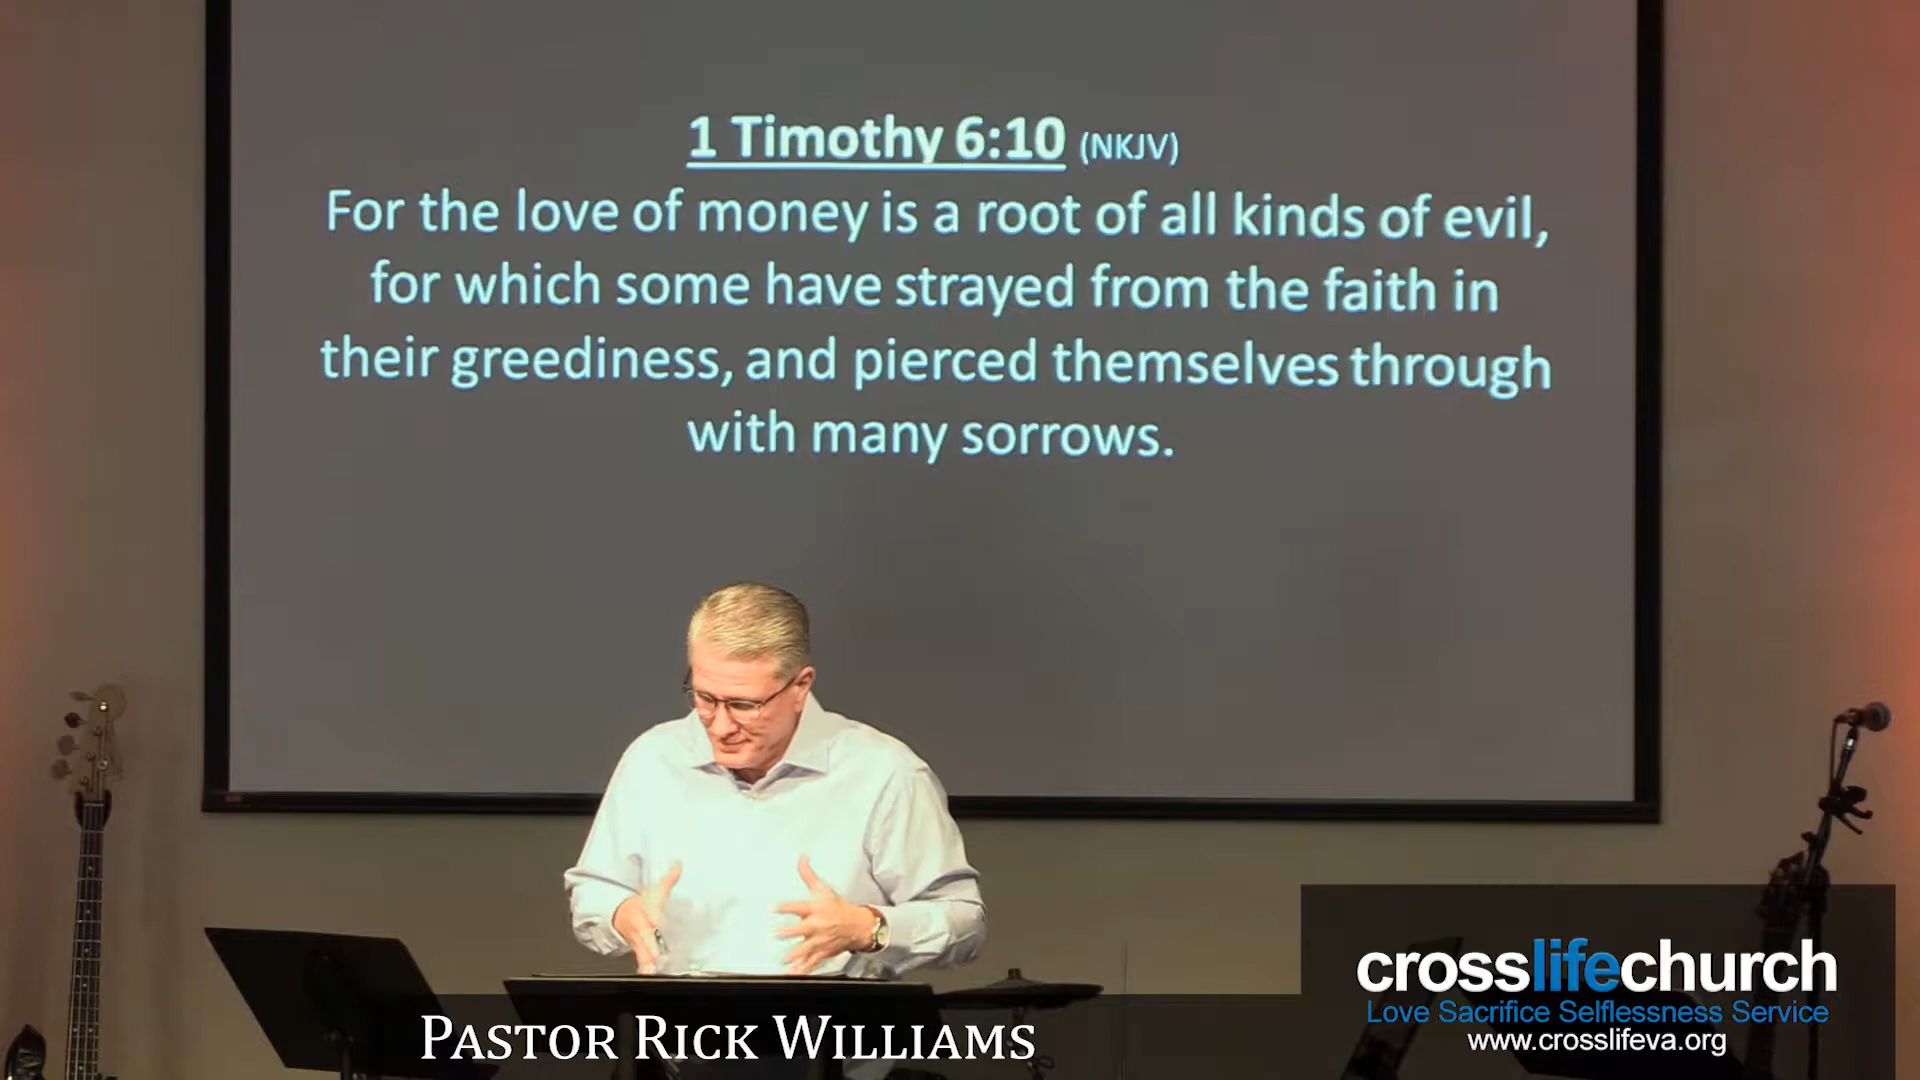 1 Timothy 6:10 (NKJV)
For the love of money is a root of all kinds of evil,
for which some have strayed from the faith in
their greediness, and pierced themselves through
with many sorrows.
crosslifechurch
Love Sacrifice Selflessness Service
www.crosslifeva.org
PASTOR RICK WILLIAMS